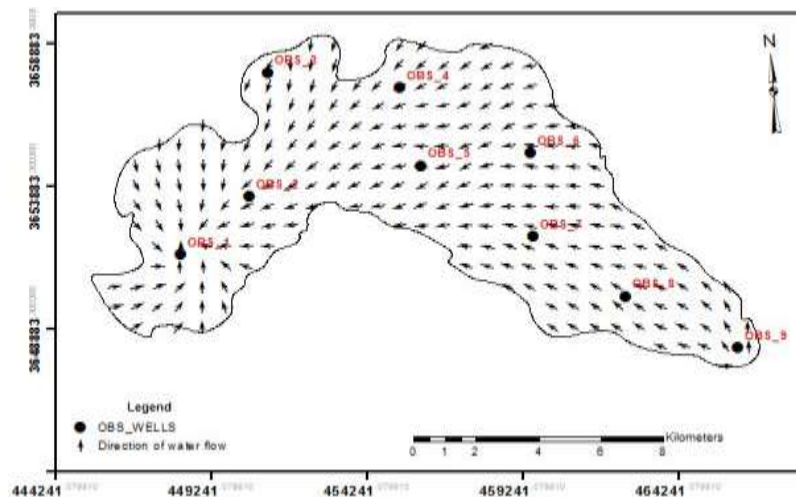 3658883
3653883
3648883
N
OBS_3
OBS_4
OBS_6
OBS_5
OBS_2
OBS_7
OBS_1
OBS_8
OBS_9
Legend
OBS_WELLS
Direction of water flow
Kilometers
0 1 2 4 6 8
444241 449241 454241 459241 464241